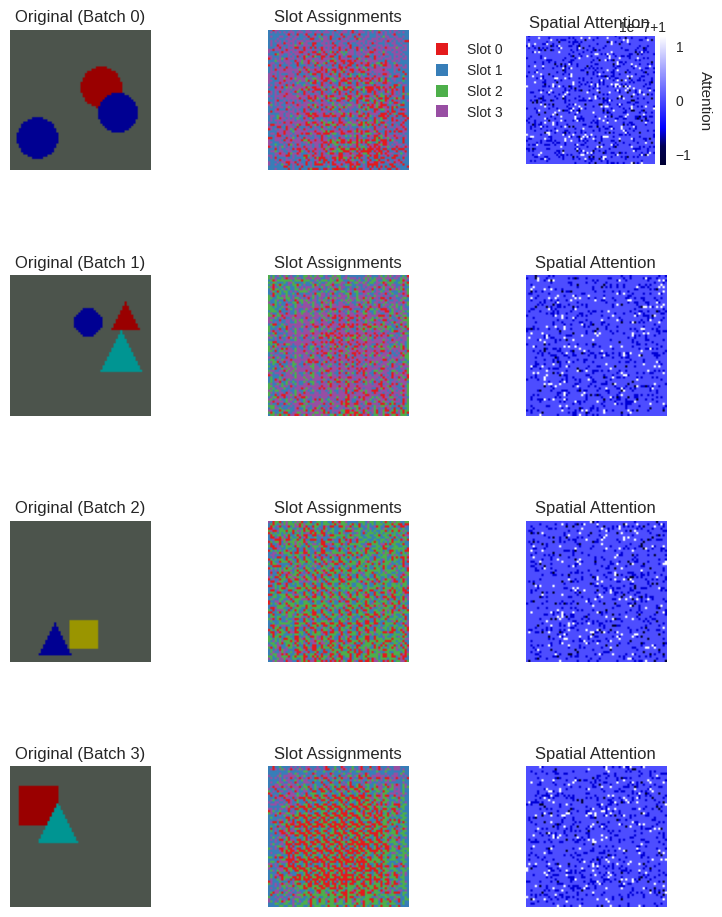 Original (Batch 0)
Slot Assignments
Slot 0
Slot 1
Slot 2
Slot 3
Spatial Attention
1e−7+1
1
0
−1
Attention
Original (Batch 1)
Slot Assignments
Spatial Attention
Original (Batch 2)
Slot Assignments
Spatial Attention
Original (Batch 3)
Slot Assignments
Spatial Attention